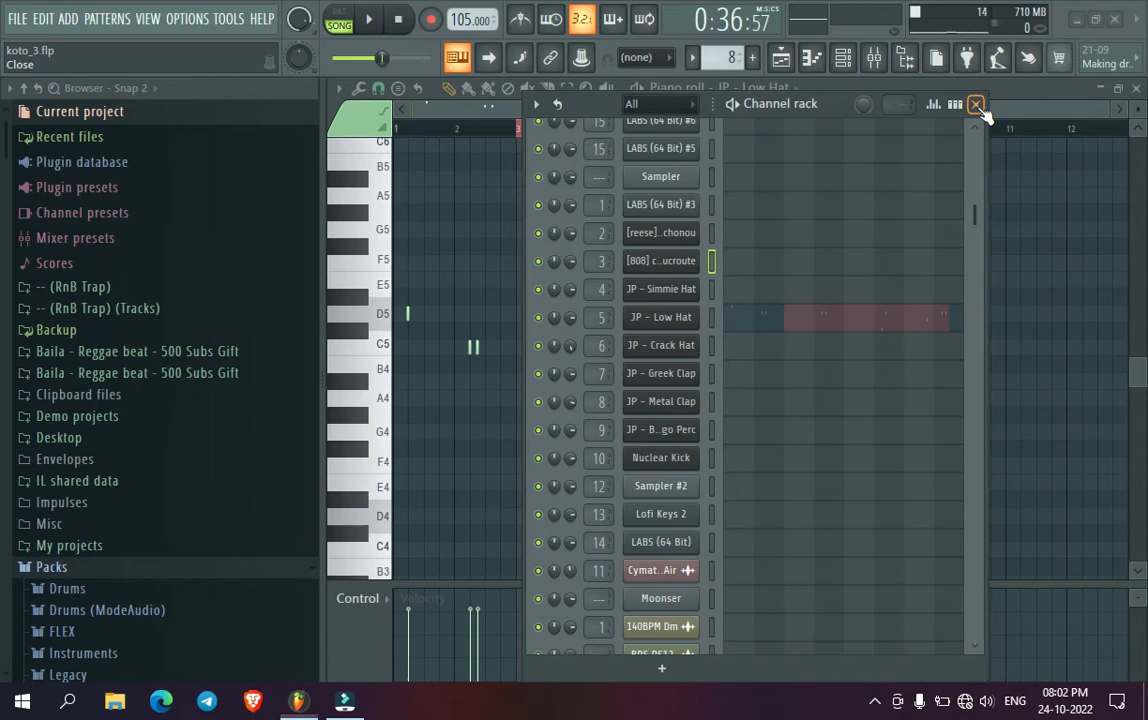 FILE EDIT ADD PATTERNS VIEW OPTIONS TOOLS HELP
PAT
SONG
105.000
3.2.
0:36:57
M:S:CS
14
710 MB
0
koto_3.flp
Close
(none)
8
21-09
Making dr..
Browser - Snap 2
Piano roll - JP - Low Hat
Current project
Recent files
Plugin database
Plugin presets
Channel presets
Mixer presets
Scores
-- (RnB Trap)
-- (RnB Trap) (Tracks)
Backup
Baila - Reggae beat - 500 Subs Gift
Baila - Reggae beat - 500 Subs Gift
Clipboard files
Demo projects
Desktop
Envelopes
IL shared data
Impulses
Misc
My projects
Packs
Drums
Drums (ModeAudio)
FLEX
Instruments
Legacy
1
2
3
11
12
C6
B5
A5
G5
F5
E5
D5
C5
B4
A4
G4
F4
E4
D4
C4
B3
Control
Velocity
All
Channel rack
15 LABS (64 Bit) #6
15 LABS (64 Bit) #5
--- Sampler
1 LABS (64 Bit) #3
2 [reese]..chonou
3 [808] c..ucroute
4 JP - Simmie Hat
5 JP - Low Hat
6 JP - Crack Hat
7 JP - Greek Clap
8 JP - Metal Clap
9 JP - B..go Perc
10 Nuclear Kick
12 Sampler #2
13 Lofi Keys 2
14 LABS (64 Bit)
11 Cymat..Air
--- Moonser
1 140BPM Dm
+
ENG
08:02 PM
24-10-2022